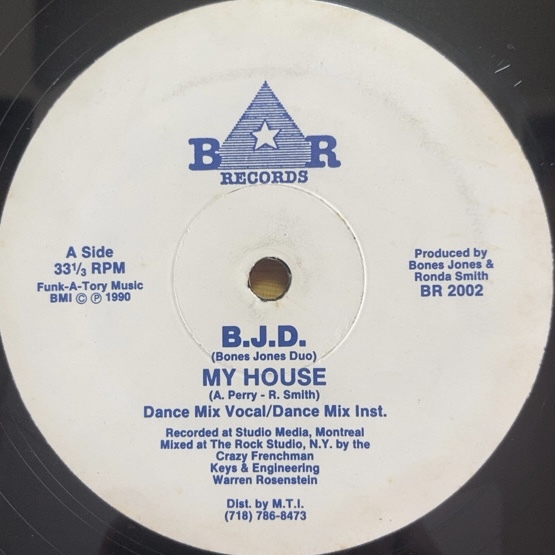 B R
RECORDS
A Side
33 1/3 RPM
Funk-A-Tory Music
BMI © ℗ 1990
Produced by
Bones Jones &
Ronda Smith
BR 2002
B.J.D.
(Bones Jones Duo)
MY HOUSE
(A. Perry - R. Smith)
Dance Mix Vocal/Dance Mix Inst.
Recorded at Studio Media, Montreal
Mixed at The Rock Studio, N.Y. by the
Crazy Frenchman
Keys & Engineering
Warren Rosenstein
Dist. by M.T.I.
(718) 786-8473